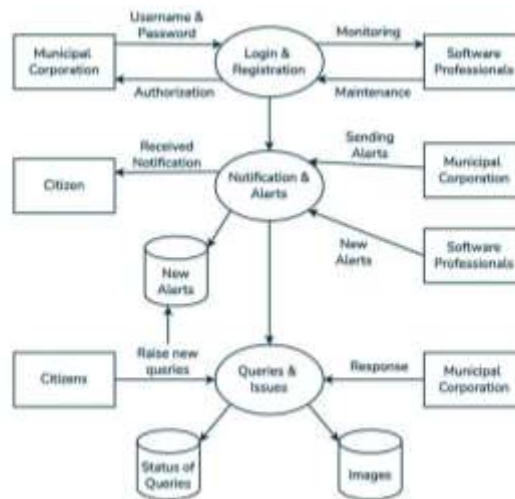 Username &
Password
Municipal
Corporation
Login &
Registration
Monitoring
Software
Professionals
Authorization
Maintenance
Received
Notification
Sending
Alerts
Citizen
Notification &
Alerts
Municipal
Corporation
New
Alerts
New
Alerts
Software
Professionals
Citizens
Raise new
queries
Queries &
Issues
Response
Municipal
Corporation
Status of
Queries
Images